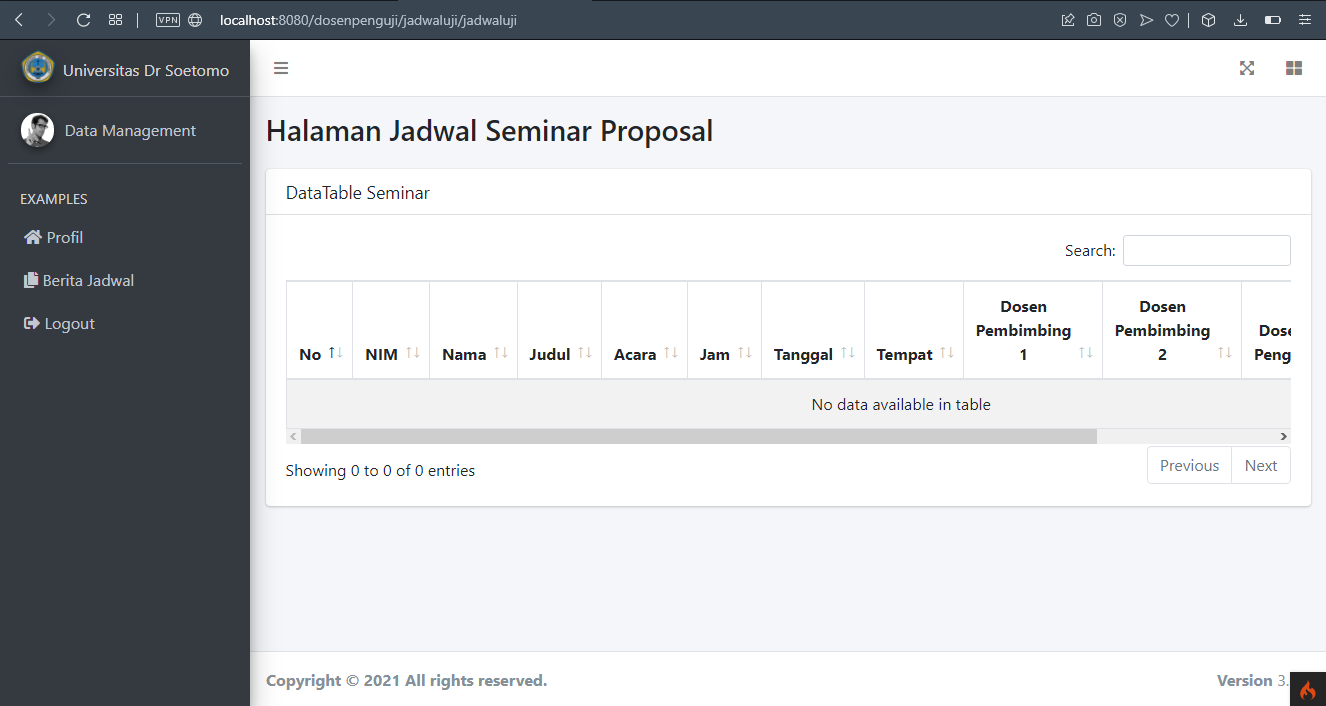 VPN
localhost:8080/dosenpenguji/jadwaluji/jadwaluji
Universitas Dr Soetomo
Data Management
EXAMPLES
Profil
Berita Jadwal
Logout
Halaman Jadwal Seminar Proposal
DataTable Seminar
Search:
No NIM Nama Judul Acara Jam Tanggal Tempat
Dosen
Pembimbing
1
Dosen
Pembimbing
2
No data available in table
Showing 0 to 0 of 0 entries
Previous Next
Copyright © 2021 All rights reserved.
Version 3.